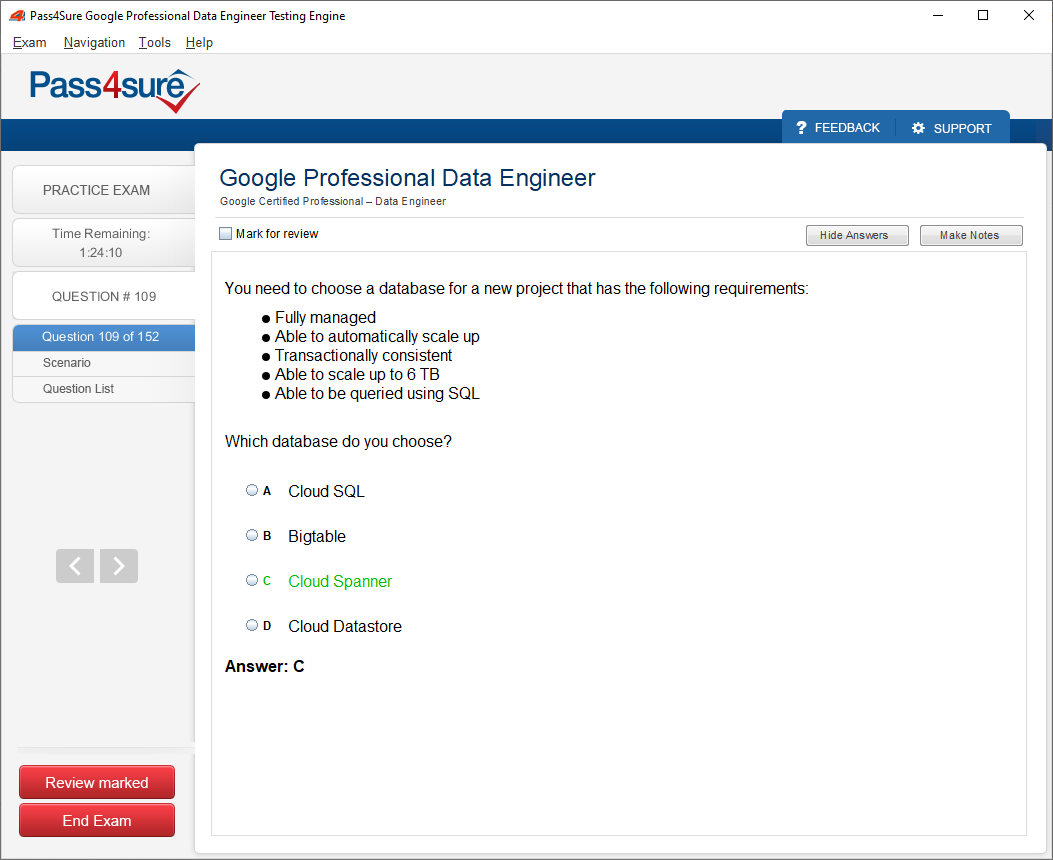 Pass4Sure Google Professional Data Engineer Testing Engine
Exam Navigation Tools Help
Pass4sure
? FEEDBACK SUPPORT
PRACTICE EXAM
Time Remaining:
1:24:10
QUESTION # 109
Question 109 of 152
Scenario
Question List
Review marked
End Exam
Google Professional Data Engineer
Google Certified Professional – Data Engineer
Mark for review
Hide Answers Make Notes
You need to choose a database for a new project that has the following requirements:
● Fully managed
● Able to automatically scale up
● Transactionally consistent
● Able to scale up to 6 TB
● Able to be queried using SQL
Which database do you choose?
A Cloud SQL
B Bigtable
C Cloud Spanner
D Cloud Datastore
Answer: C